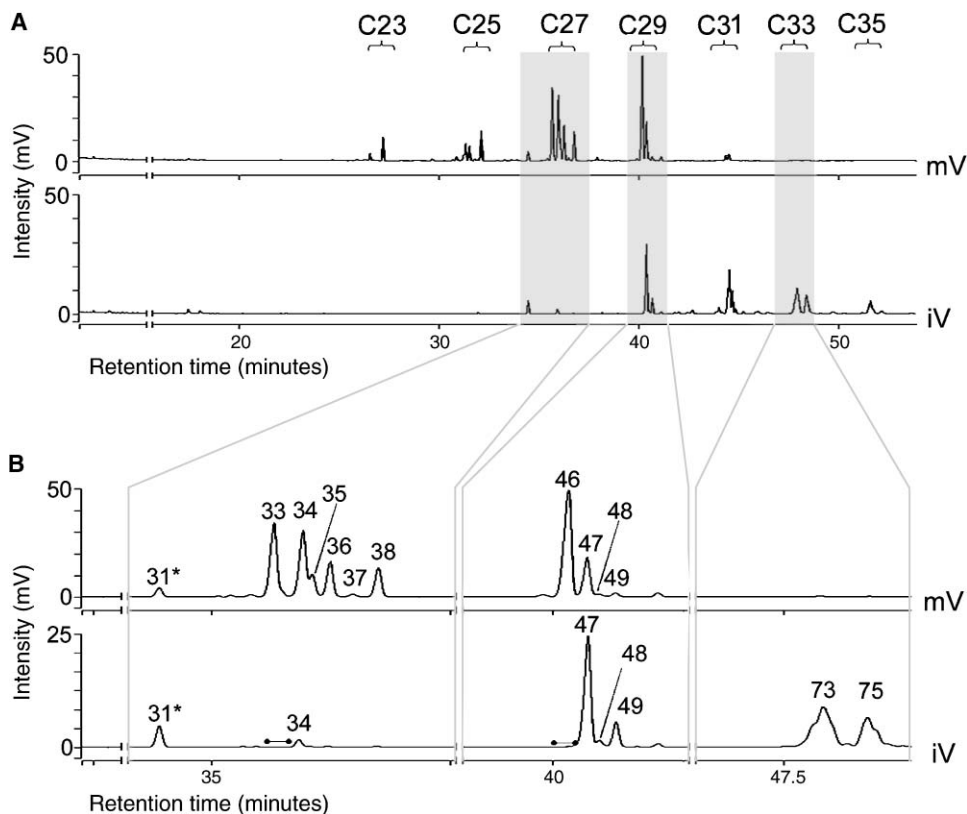 A
C23 C25 C27 C29 C31 C33 C35
50
0
mV
50
0
iV
Intensity (mV)
20 30 40 50
Retention time (minutes)
B
50
0
31* 33 34 35 36 37 38 46 47 48 49
mV
25
0
31* 34 47 48 49 73 75
iV
Intensity (mV)
35 40 47.5
Retention time (minutes)